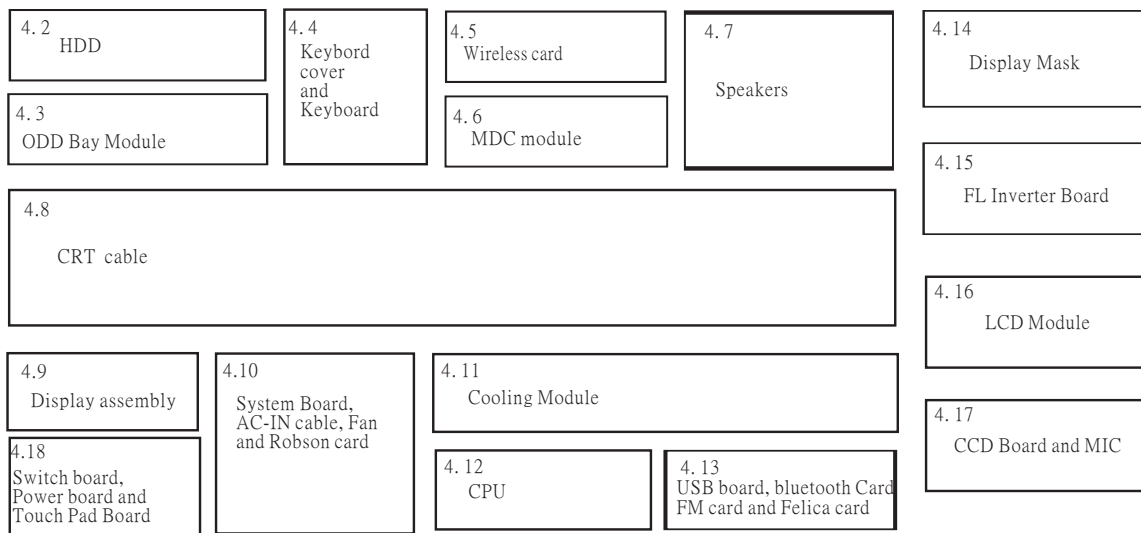 4. 2
HDD
4. 3
ODD Bay Module
4. 4
Keybord
cover
and
Keyboard
4. 5
Wireless card
4. 6
MDC module
4. 7
Speakers
4. 14
Display Mask
4. 15
FL Inverter Board
4.8
CRT cable
4. 16
LCD Module
4.9
Display assembly
4.10
System Board,
AC-IN cable, Fan
and Robson card
4. 11
Cooling Module
4. 17
CCD Board and MIC
4.18
Switch board,
Power board and
Touch Pad Board
4. 12
CPU
4. 13
USB board, bluetooth Card
FM card and Felica card